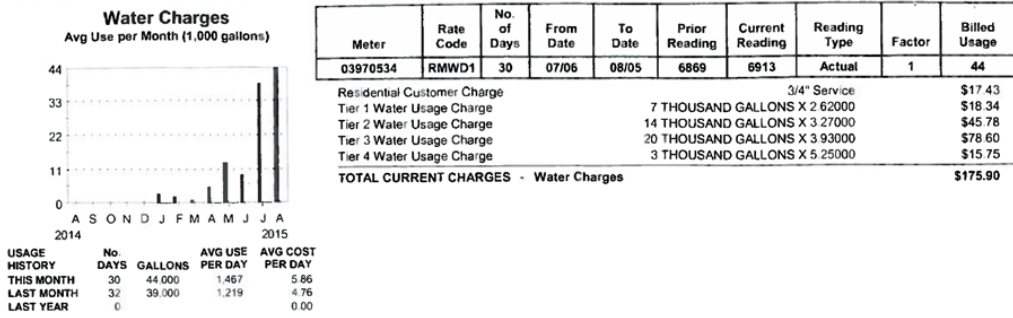 Water Charges
Avg Use per Month (1,000 gallons)
44
33
22
11
0
A S O N D J F M A M J J A
2014 2015
USAGE HISTORY No. DAYS GALLONS AVG USE PER DAY AVG COST PER DAY
THIS MONTH 30 44,000 1,467 5.86
LAST MONTH 32 39,000 1,219 4.76
LAST YEAR 0 0.00
Meter Rate Code No. of Days From Date To Date Prior Reading Current Reading Reading Type Factor Billed Usage
03970534 RMWD1 30 07/06 08/05 6869 6913 Actual 1 44
Residential Customer Charge 3/4" Service $17.43
Tier 1 Water Usage Charge 7 THOUSAND GALLONS X 2.62000 $18.34
Tier 2 Water Usage Charge 14 THOUSAND GALLONS X 3.27000 $45.78
Tier 3 Water Usage Charge 20 THOUSAND GALLONS X 3.93000 $78.60
Tier 4 Water Usage Charge 3 THOUSAND GALLONS X 5.25000 $15.75
TOTAL CURRENT CHARGES - Water Charges $175.90